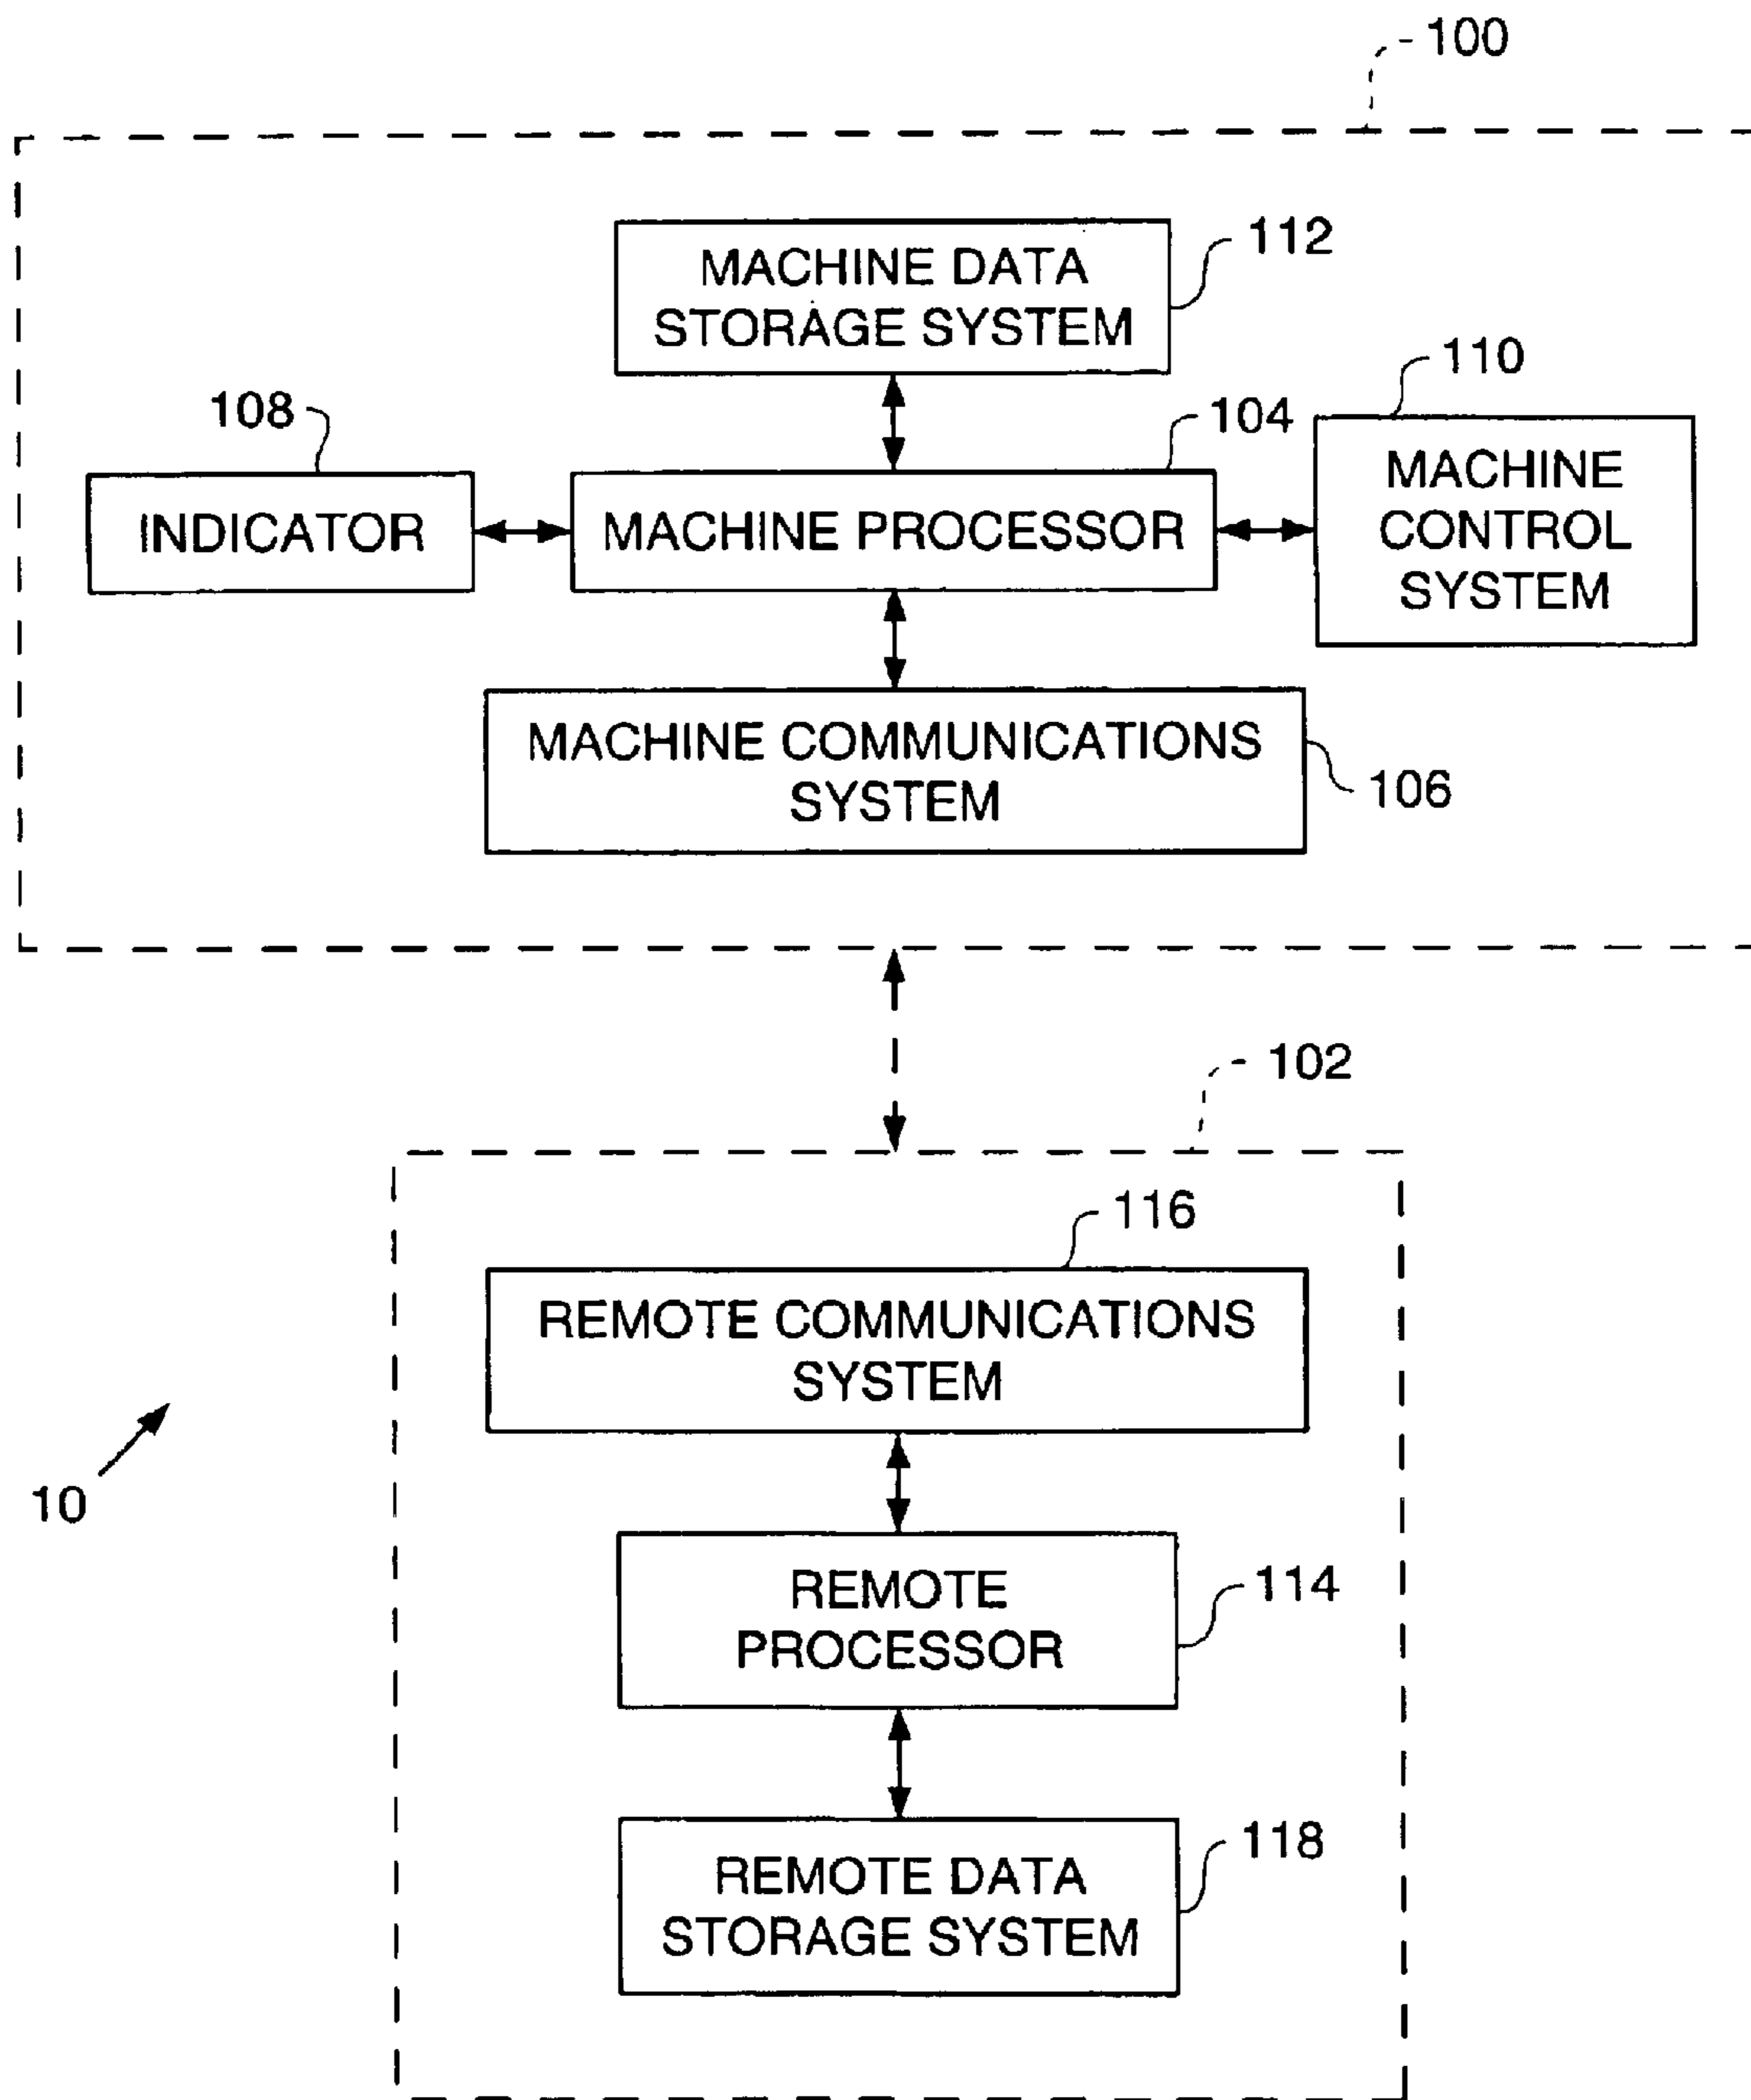 100
MACHINE DATA
STORAGE SYSTEM
112
110
108
104
INDICATOR
MACHINE PROCESSOR
MACHINE
CONTROL
SYSTEM
MACHINE COMMUNICATIONS
SYSTEM
106
102
116
REMOTE COMMUNICATIONS
SYSTEM
10
REMOTE
PROCESSOR
114
REMOTE DATA
STORAGE SYSTEM
118